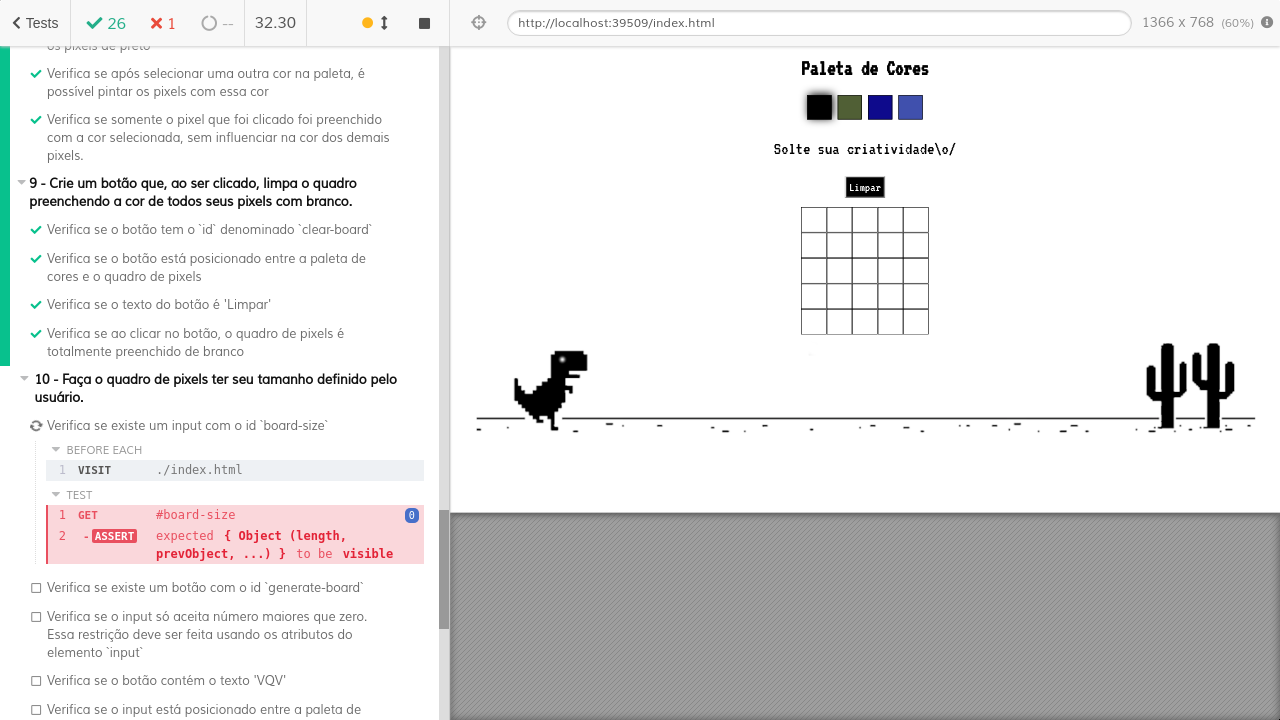 Tests
26
1
--
32.30
os pixels de preto
Verifica se após selecionar uma outra cor na paleta, é
possível pintar os pixels com essa cor
Verifica se somente o pixel que foi clicado foi preenchido
com a cor selecionada, sem influenciar na cor dos demais
pixels.
9 - Crie um botão que, ao ser clicado, limpa o quadro
preenchendo a cor de todos seus pixels com branco.
Verifica se o botão tem o `id` denominado `clear-board`
Verifica se o botão está posicionado entre a paleta de
cores e o quadro de pixels
Verifica se o texto do botão é 'Limpar'
Verifica se ao clicar no botão, o quadro de pixels é
totalmente preenchido de branco
10 - Faça o quadro de pixels ter seu tamanho definido pelo
usuário.
Verifica se existe um input com o id `board-size`
BEFORE EACH
1 VISIT ./index.html
TEST
1 GET #board-size 0
2 -ASSERT expected { Object (length,
prevObject, ...) } to be visible
Verifica se existe um botão com o id `generate-board`
Verifica se o input só aceita número maiores que zero.
Essa restrição deve ser feita usando os atributos do
elemento `input`
Verifica se o botão contém o texto 'VQV'
Verifica se o input está posicionado entre a paleta de
http://localhost:39509/index.html
1366 x 768 (60%)
Paleta de Cores
Solte sua criatividade\o/
Limpar